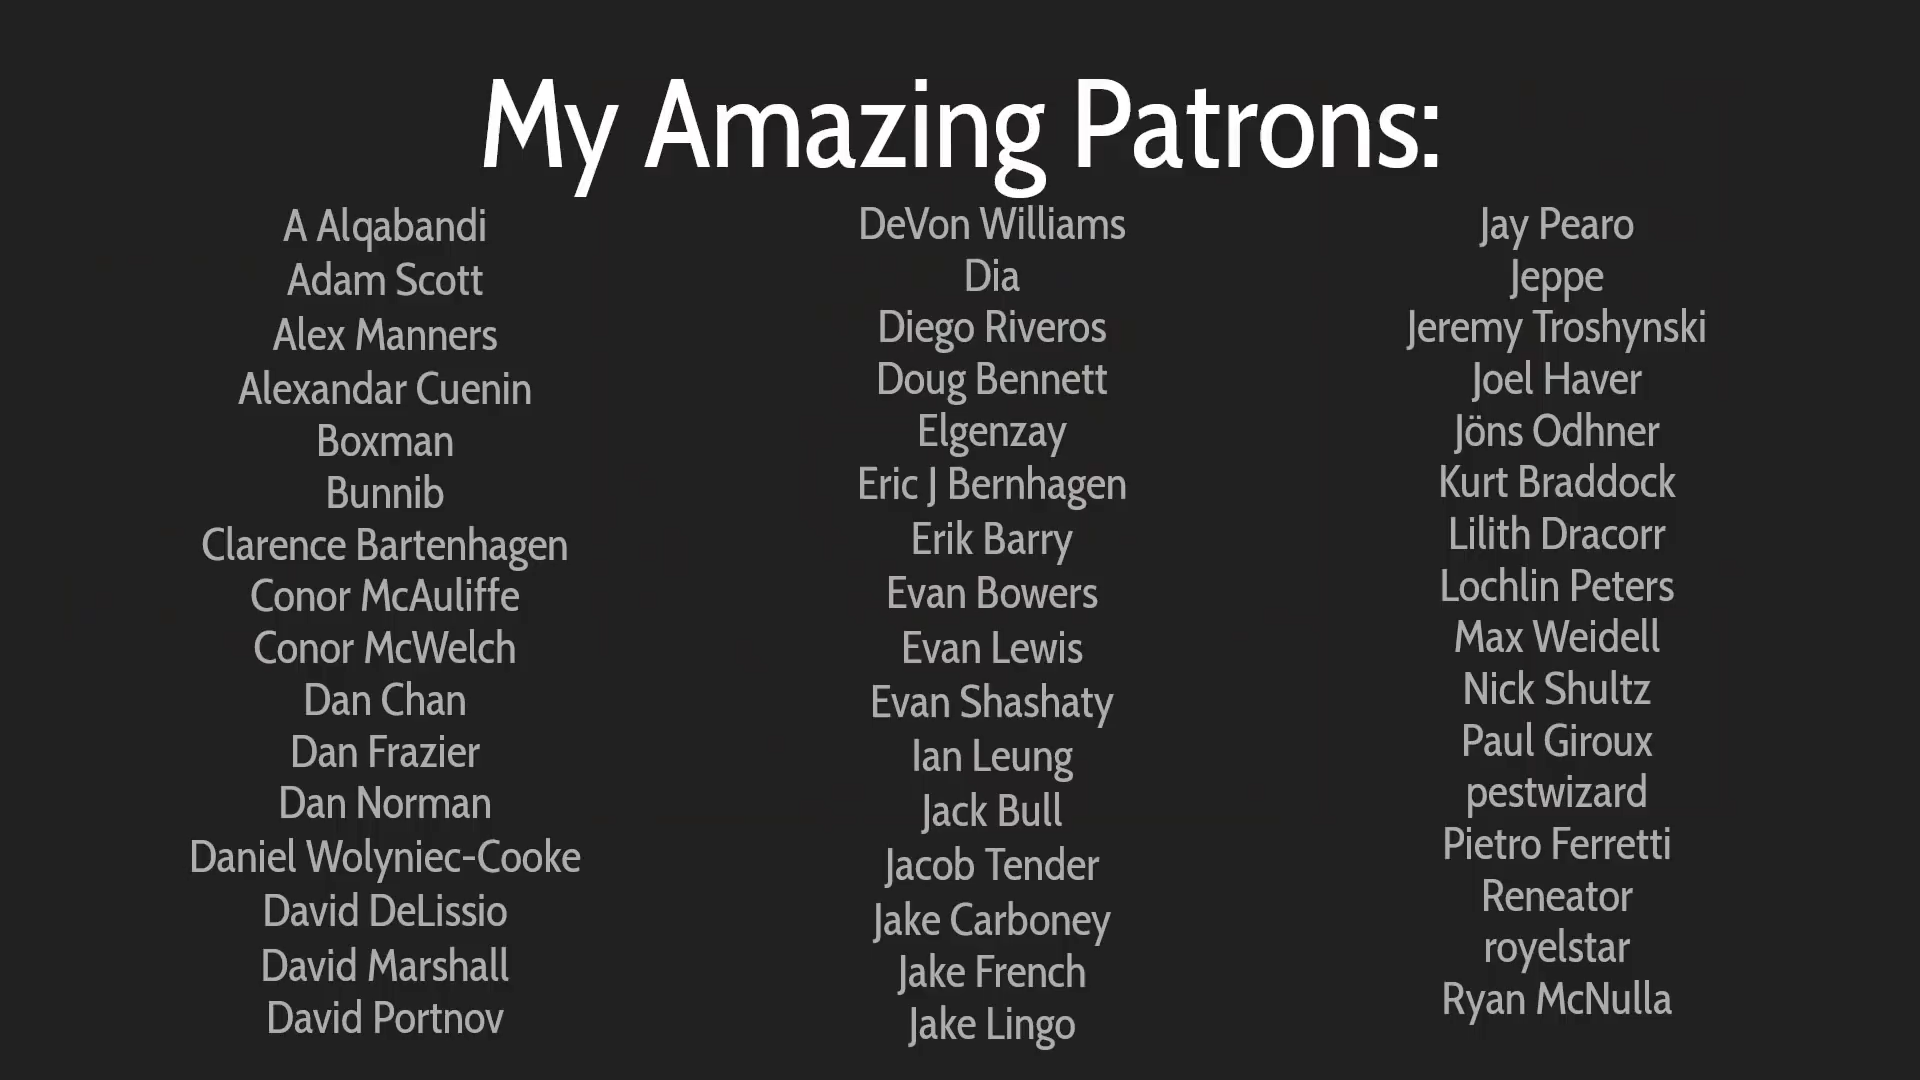 My Amazing Patrons:
A Alqabandi
Adam Scott
Alex Manners
Alexandar Cuenin
Boxman
Bunnib
Clarence Bartenhagen
Conor McAuliffe
Conor McWelch
Dan Chan
Dan Frazier
Dan Norman
Daniel Wolyniec-Cooke
David DeLissio
David Marshall
David Portnov
DeVon Williams
Dia
Diego Riveros
Doug Bennett
Elgenzay
Eric J Bernhagen
Erik Barry
Evan Bowers
Evan Lewis
Evan Shashaty
Ian Leung
Jack Bull
Jacob Tender
Jake Carboney
Jake French
Jake Lingo
Jay Pearo
Jeppe
Jeremy Troshynski
Joel Haver
Jöns Odhner
Kurt Braddock
Lilith Dracorr
Lochlin Peters
Max Weidell
Nick Shultz
Paul Giroux
pestwizard
Pietro Ferretti
Reneator
royelstar
Ryan McNulla